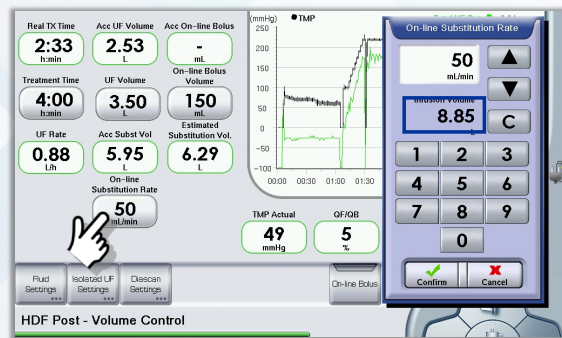 Real TX Time
2:33
h:min
Acc UF Volume
2.53
L
Acc On-line Bolus
-
mL
Treatment Time
4:00
h:min
UF Volume
3.50
L
On-line Bolus
Volume
150
mL
UF Rate
0.88
L/h
Acc Subst Vol
5.95
L
Estimated
Substitution Vol.
6.29
L
On-line
Substitution Rate
50
mL/min
(mmHg)
TMP
250
200
150
100
50
0
-50
-100
00:00 00:30 01:00 01:30
TMP Actual
49
mmHg
QF/QB
5
%
Fluid
Settings
Isolated UF
Settings
Diascan
Settings
On-line Bolus
HDF Post - Volume Control
On-line Substitution Rate
50
mL/min
Infusion Volume
8.85
L
C
1 2 3
4 5 6
7 8 9
0
Confirm
Cancel